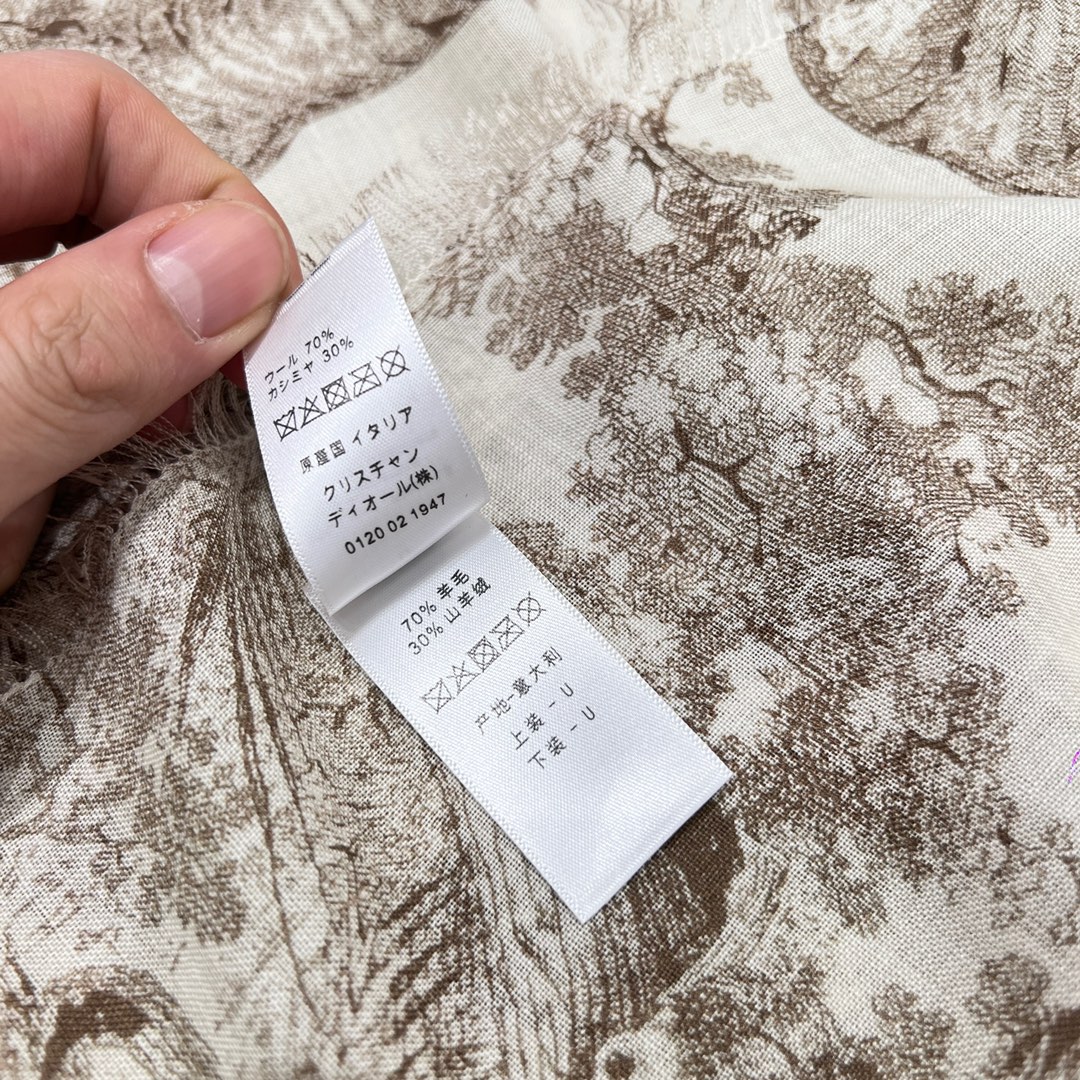 ウール 70%
カシミヤ 30%
原産国 イタリア
クリスチャン
ディオール(株)
0120 02 1947
70% 羊毛
30% 山羊绒
产地-意大利
上装 - U
下装 - U